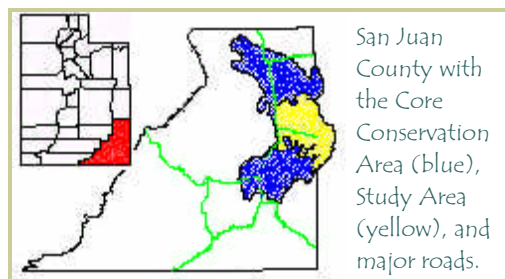 San Juan
County with
the Core
Conservation
Area (blue),
Study Area
(yellow), and
major roads.